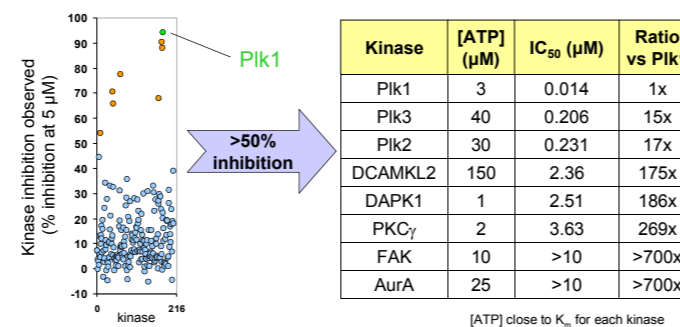 100
90
80
70
60
50
40
30
20
10
0
-10
0
216
kinase
Kinase inhibition observed
(% inhibition at 5 µM)
Plk1
>50%
inhibition
Kinase [ATP] (µM) IC50 (µM) Ratio vs
Plk1 3 0.014 1x
Plk3 40 0.206 15x
Plk2 30 0.231 17x
DCAMKL2 150 2.36 175x
DAPK1 1 2.51 186x
PKCγ 2 3.63 269x
FAK 10 >10 >700x
AurA 25 >10 >700x
[ATP] close to Km for each kinase